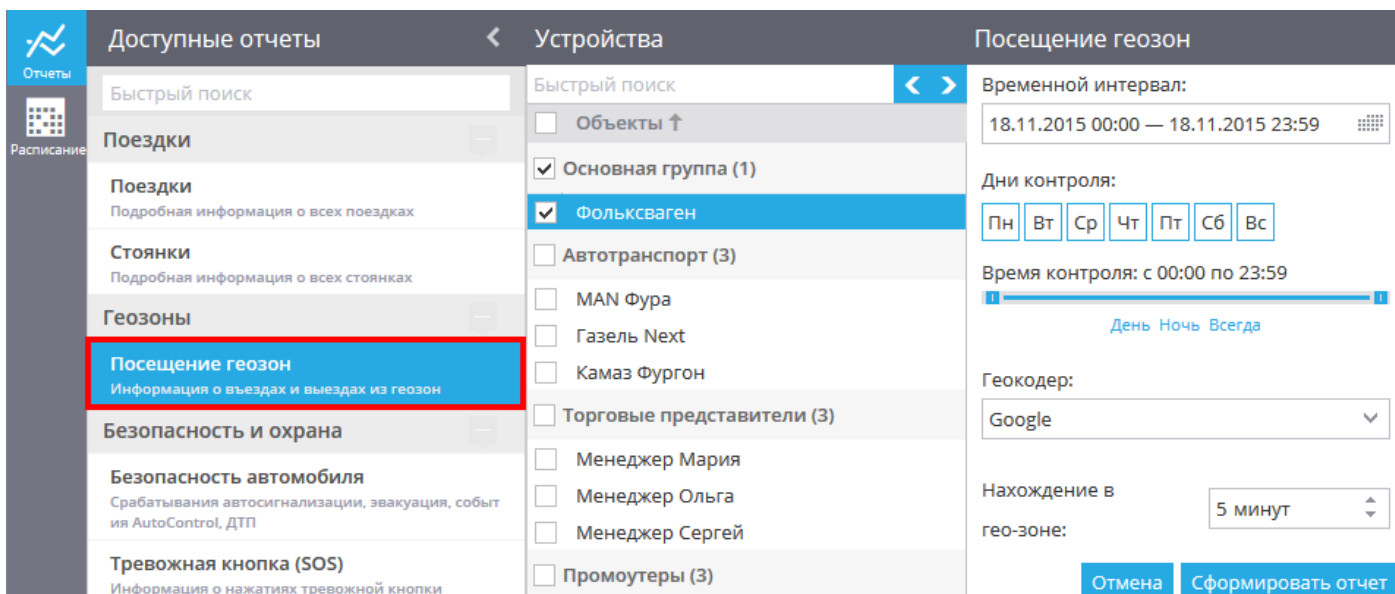 Отчеты
Расписание
Доступные отчеты
Быстрый поиск
Поездки
Поездки
Подробная информация о всех поездках
Стоянки
Подробная информация о всех стоянках
Геозоны
Посещение геозон
Информация о въездах и выездах из геозон
Безопасность и охрана
Безопасность автомобиля
Срабатывания автосигнализации, эвакуация, событ
ия AutoControl, ДТП
Тревожная кнопка (SOS)
Информация о нажатиях тревожной кнопки
Устройства
Быстрый поиск
Объекты ↑
Основная группа (1)
Фольксваген
Автотранспорт (3)
MAN Фура
Газель Next
Камаз Фургон
Торговые представители (3)
Менеджер Мария
Менеджер Ольга
Менеджер Сергей
Промоутеры (3)
Посещение геозон
Временной интервал:
18.11.2015 00:00 — 18.11.2015 23:59
Дни контроля:
Пн Вт Ср Чт Пт Сб Вс
Время контроля: с 00:00 по 23:59
День Ночь Всегда
Геокодер:
Google
Нахождение в
гео-зоне:
5 минут
Отмена Сформировать отчет